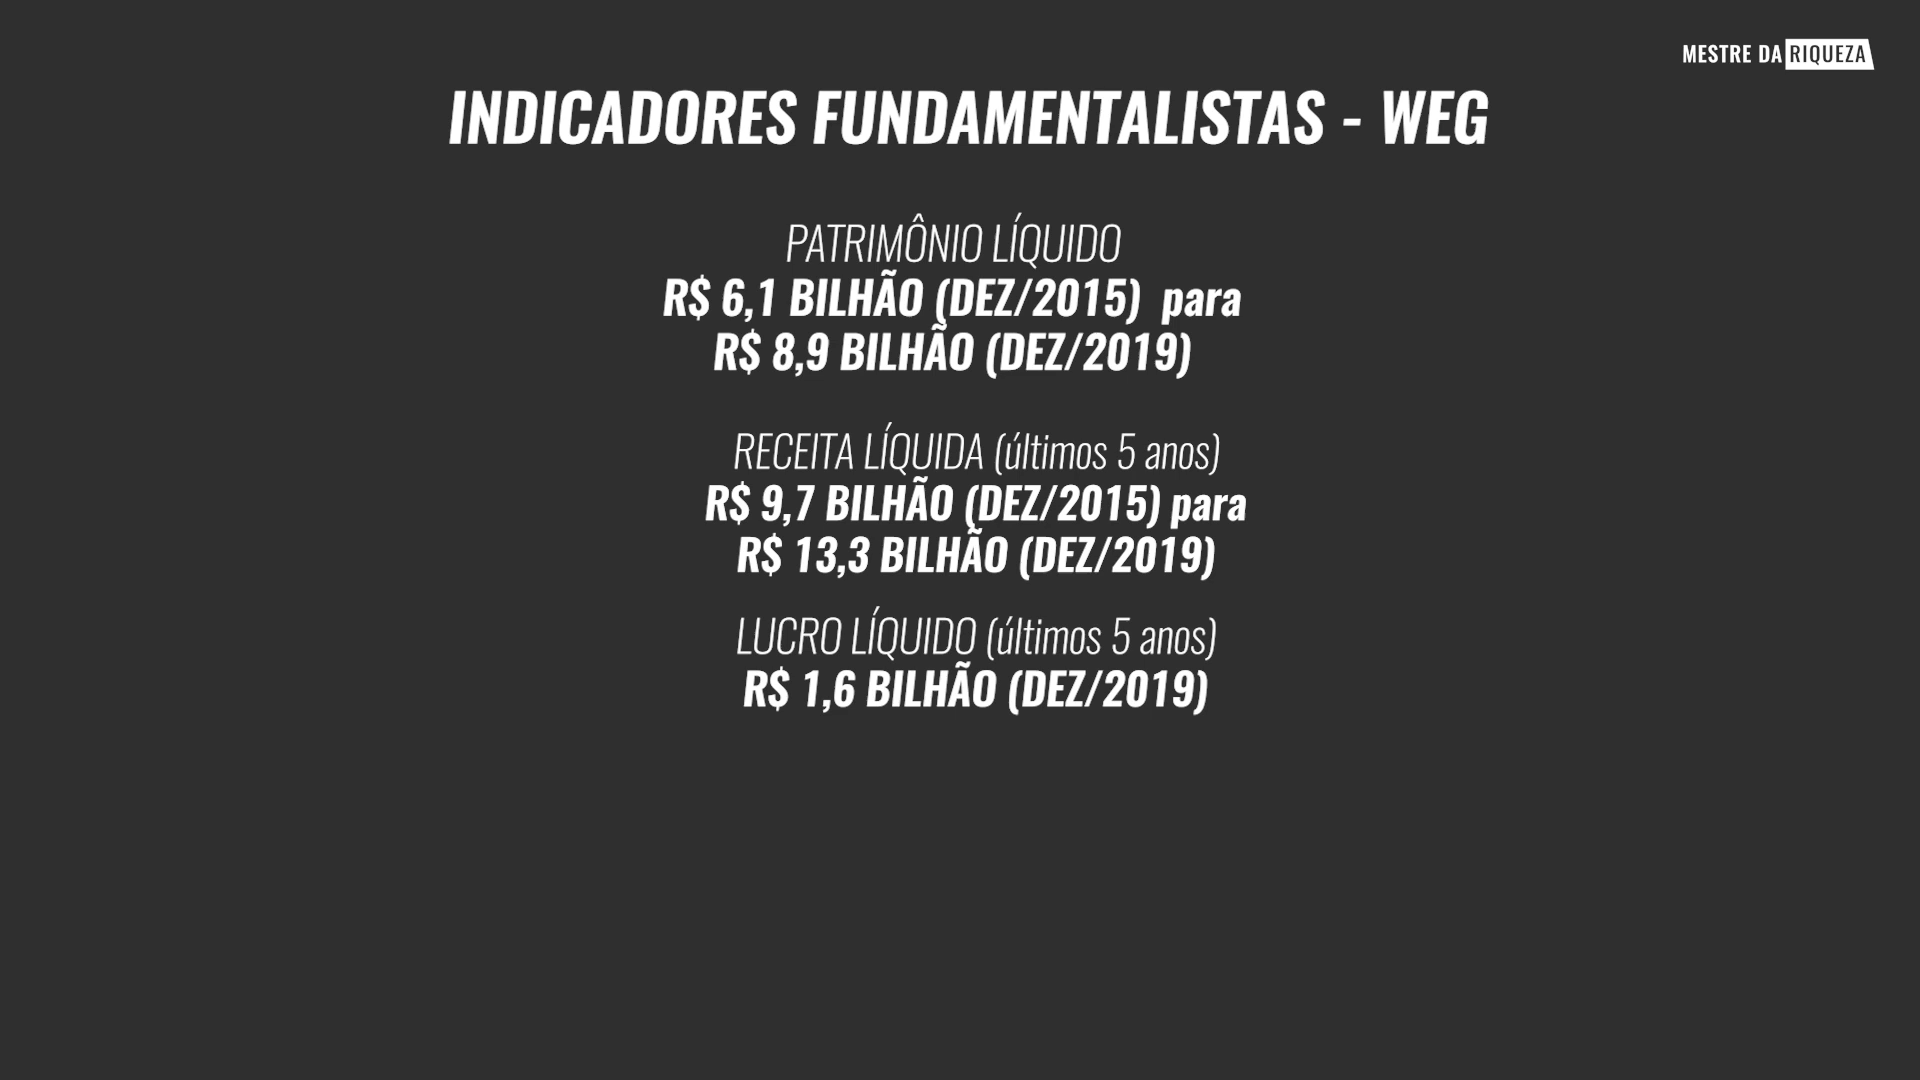 MESTRE DA RIQUEZA
INDICADORES FUNDAMENTALISTAS - WEG
PATRIMÔNIO LÍQUIDO
R$ 6,1 BILHÃO (DEZ/2015) para
R$ 8,9 BILHÃO (DEZ/2019)
RECEITA LÍQUIDA (últimos 5 anos)
R$ 9,7 BILHÃO (DEZ/2015) para
R$ 13,3 BILHÃO (DEZ/2019)
LUCRO LÍQUIDO (últimos 5 anos)
R$ 1,6 BILHÃO (DEZ/2019)